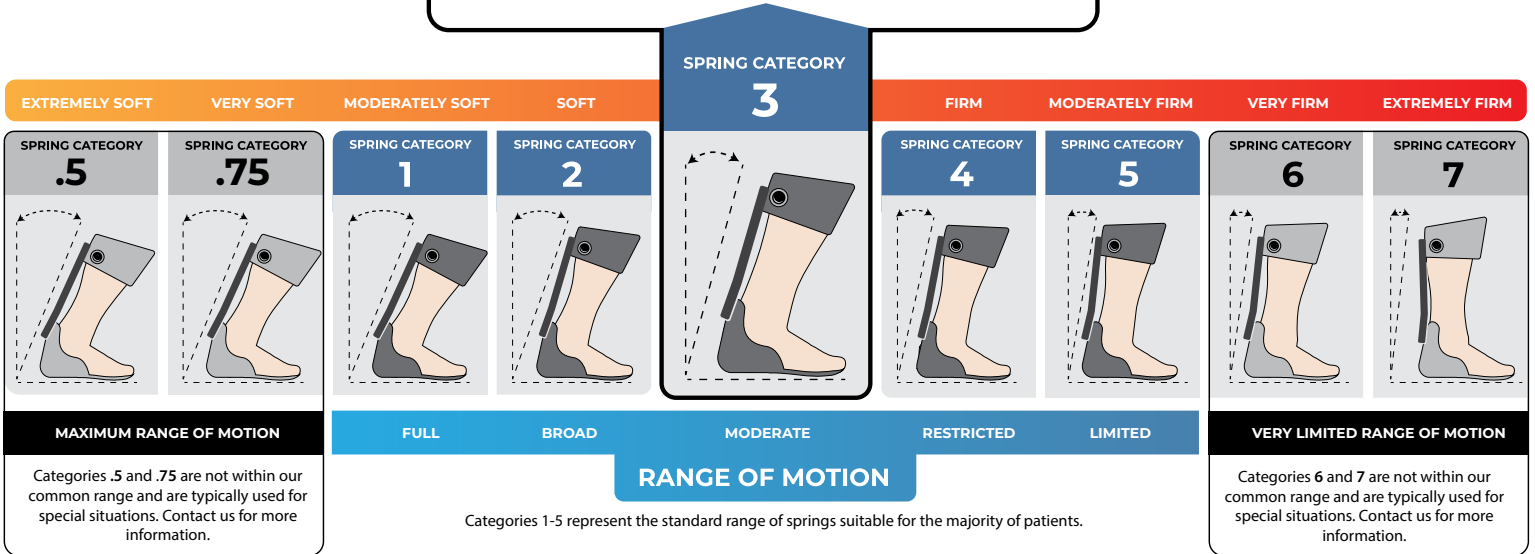 SPRING CATEGORY
3
EXTREMELY SOFT
VERY SOFT
MODERATELY SOFT
SOFT
FIRM
MODERATELY FIRM
VERY FIRM
EXTREMELY FIRM
SPRING CATEGORY
.5
SPRING CATEGORY
.75
SPRING CATEGORY
1
SPRING CATEGORY
2
SPRING CATEGORY
4
SPRING CATEGORY
5
SPRING CATEGORY
6
SPRING CATEGORY
7
MAXIMUM RANGE OF MOTION
FULL
BROAD
MODERATE
RESTRICTED
LIMITED
VERY LIMITED RANGE OF MOTION
Categories .5 and .75 are not within our
common range and are typically used for
special situations. Contact us for more
information.
RANGE OF MOTION
Categories 1-5 represent the standard range of springs suitable for the majority of patients.
Categories 6 and 7 are not within our
common range and are typically used for
special situations. Contact us for more
information.